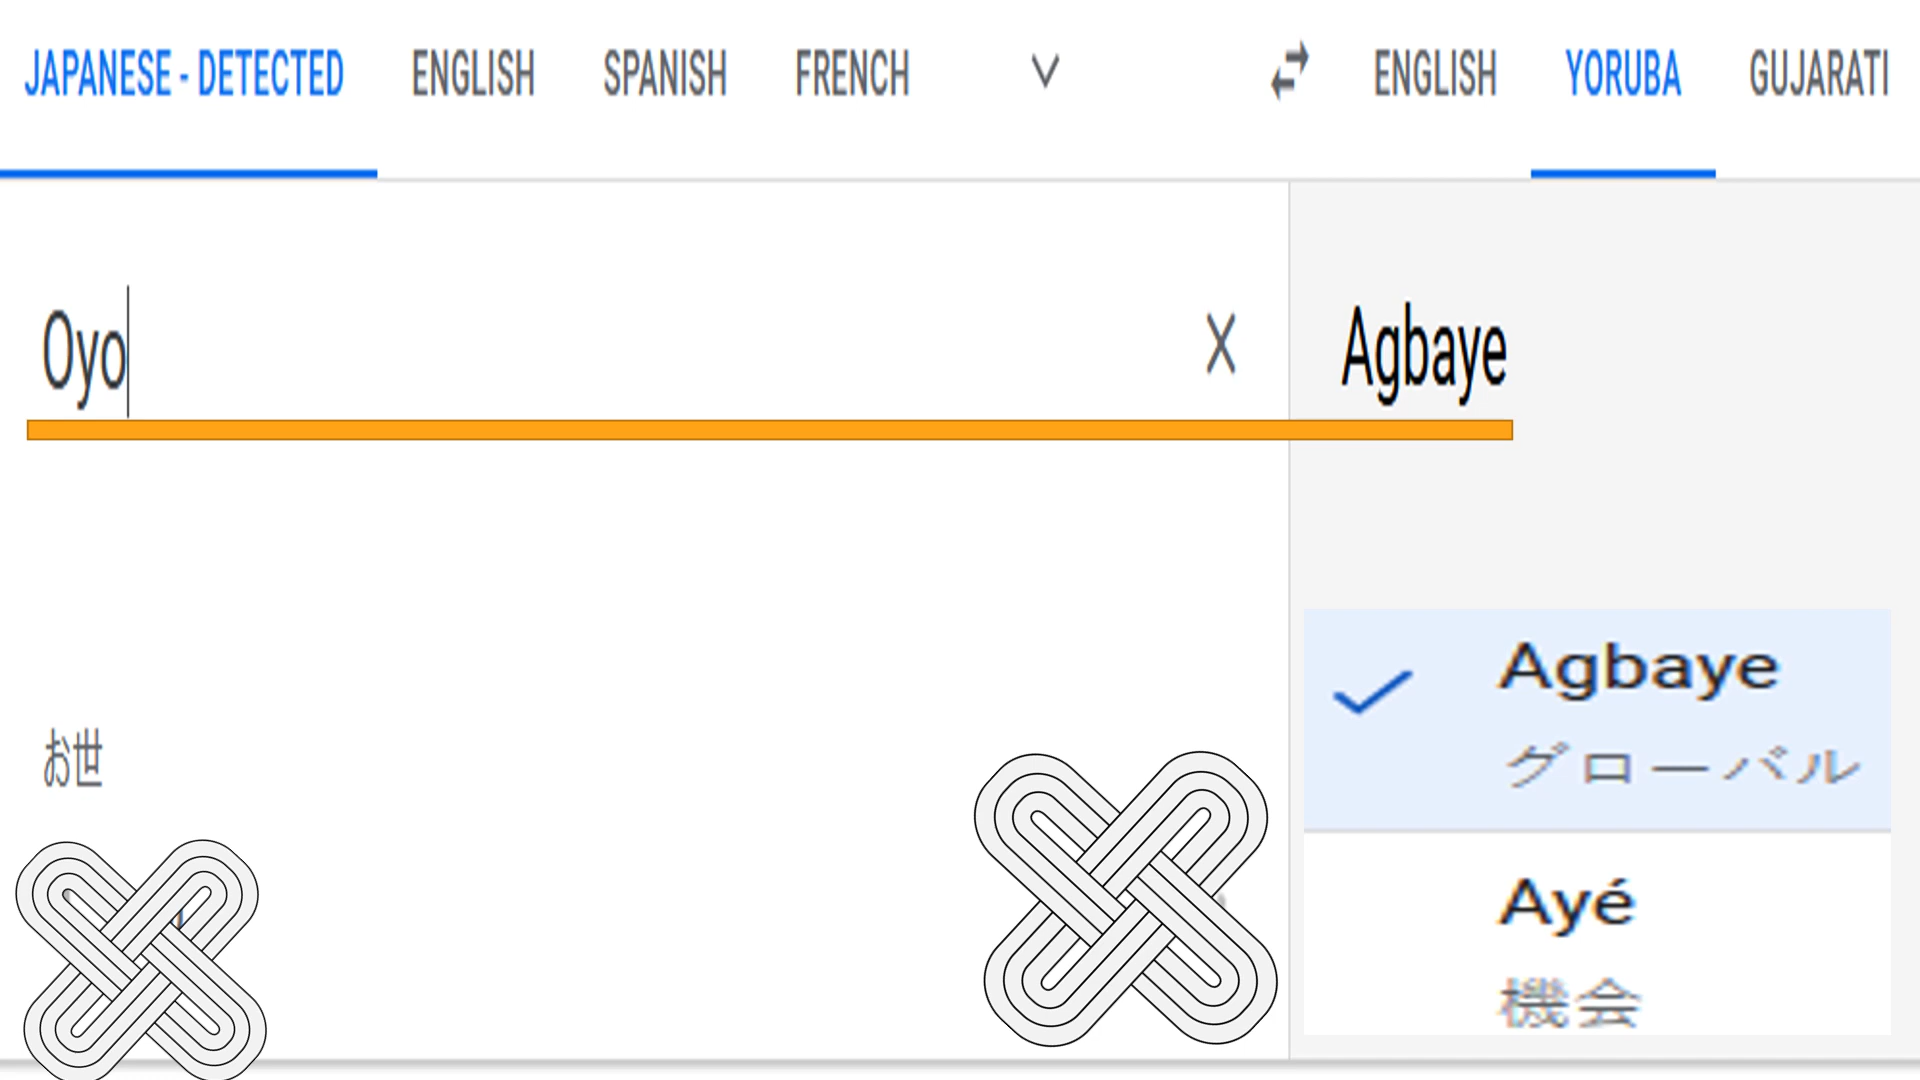 JAPANESE - DETECTED ENGLISH SPANISH FRENCH ENGLISH YORUBA GUJARATI
Oyo Agbaye
お世
Agbaye
グローバル
Ayé
機会